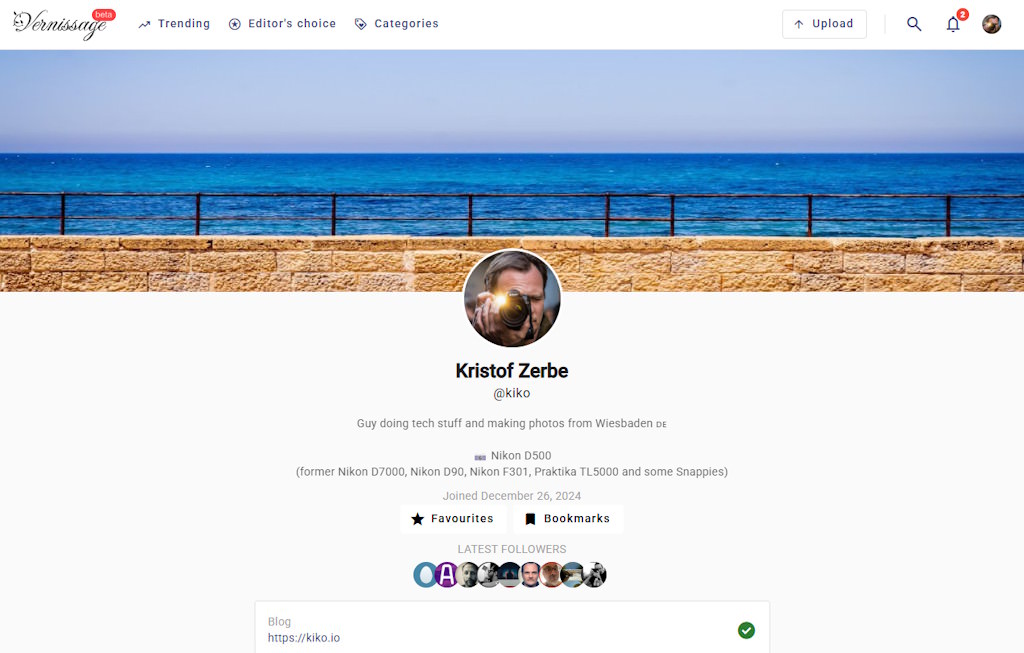 Vernissage beta Trending Editor's choice Categories Upload 2
Kristof Zerbe
@kiko
Guy doing tech stuff and making photos from Wiesbaden DE
Nikon D500
(former Nikon D7000, Nikon D90, Nikon F301, Praktika TL5000 and some Snappies)
Joined December 26, 2024
Favourites Bookmarks
LATEST FOLLOWERS
A
Blog
https://kiko.io